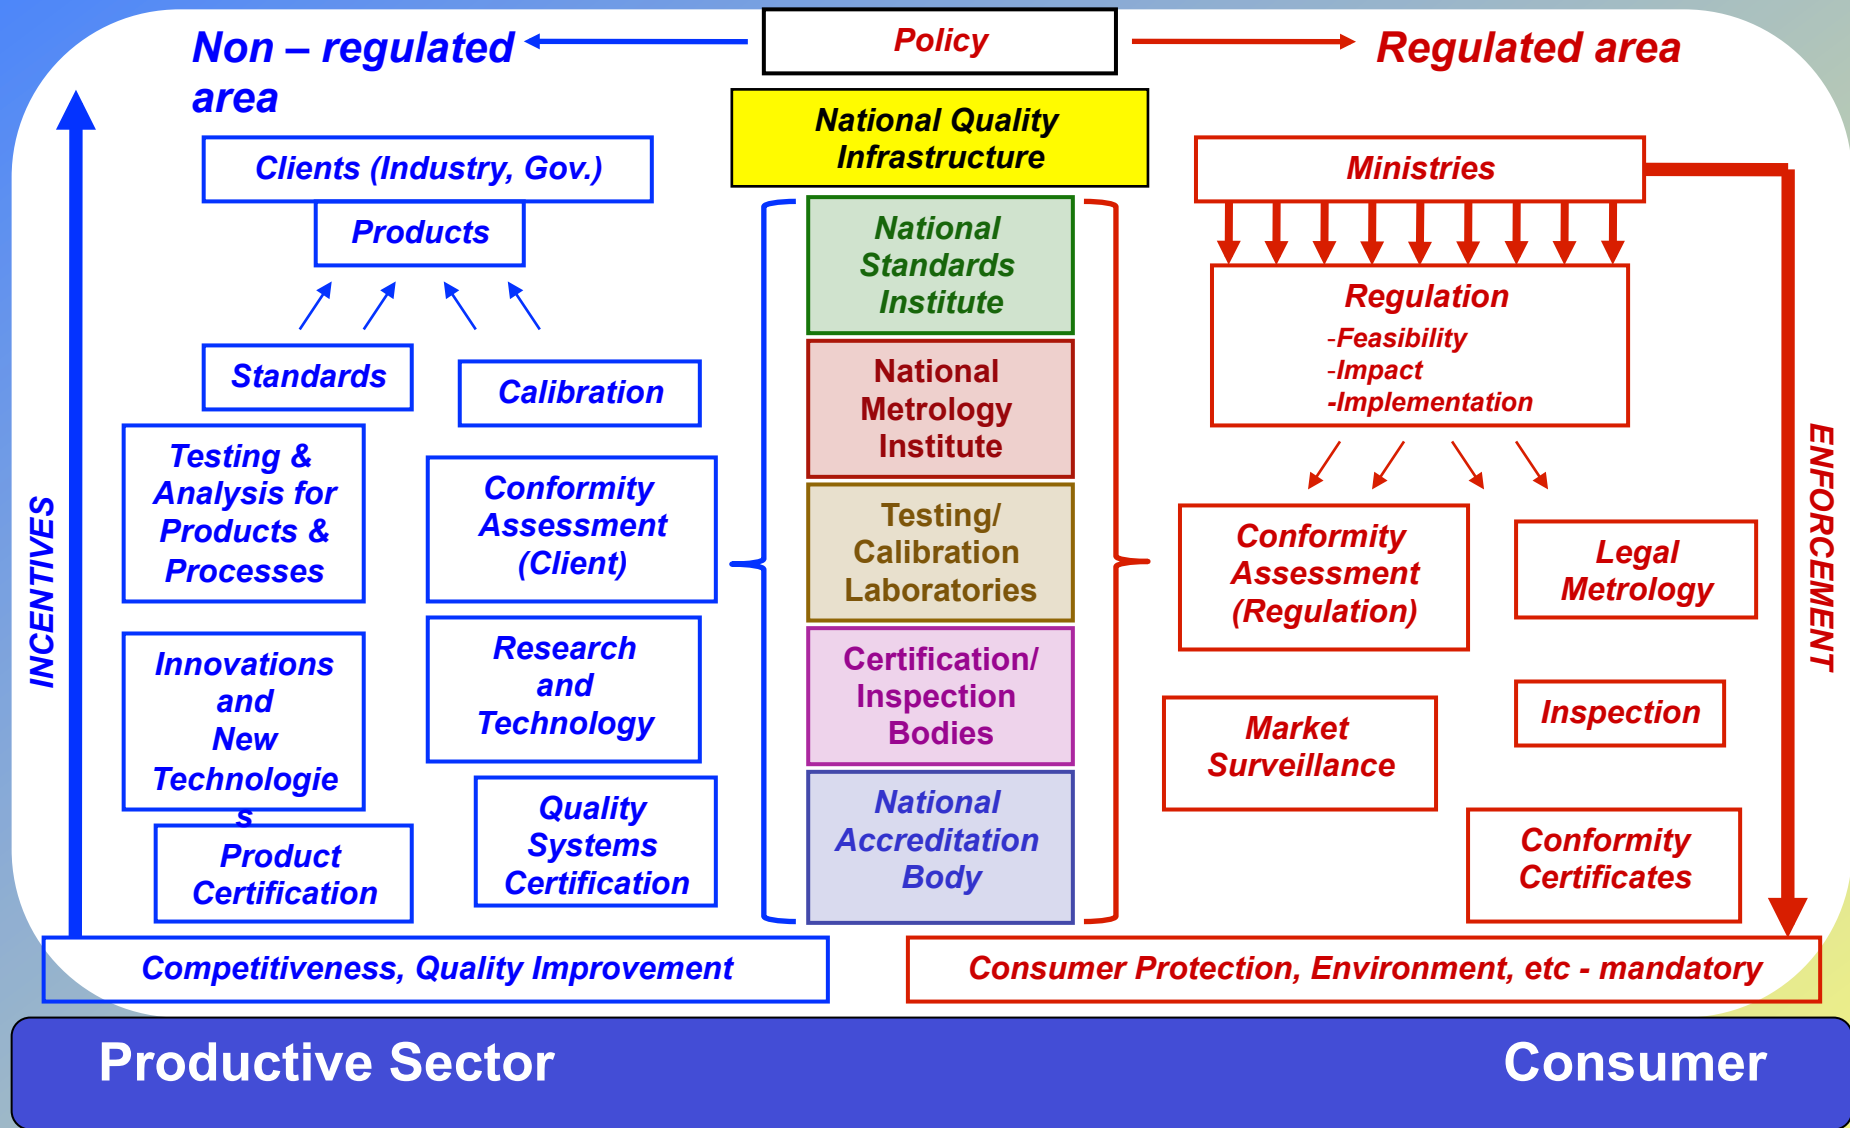 Non – regulated
area
Policy
Regulated area
National Quality
Infrastructure
Clients (Industry, Gov.)
Products
Standards
Calibration
Testing &
Analysis for
Products &
Processes
Conformity
Assessment
(Client)
Innovations
and
New
Technologie
s
Research
and
Technology
Product
Certification
Quality
Systems
Certification
INCENTIVES
Competitiveness, Quality Improvement
National
Standards
Institute
National
Metrology
Institute
Testing/
Calibration
Laboratories
Certification/
Inspection
Bodies
National
Accreditation
Body
Ministries
Regulation
-Feasibility
-Impact
-Implementation
Conformity
Assessment
(Regulation)
Legal
Metrology
Market
Surveillance
Inspection
Conformity
Certificates
ENFORCEMENT
Consumer Protection, Environment, etc - mandatory
Productive Sector
Consumer